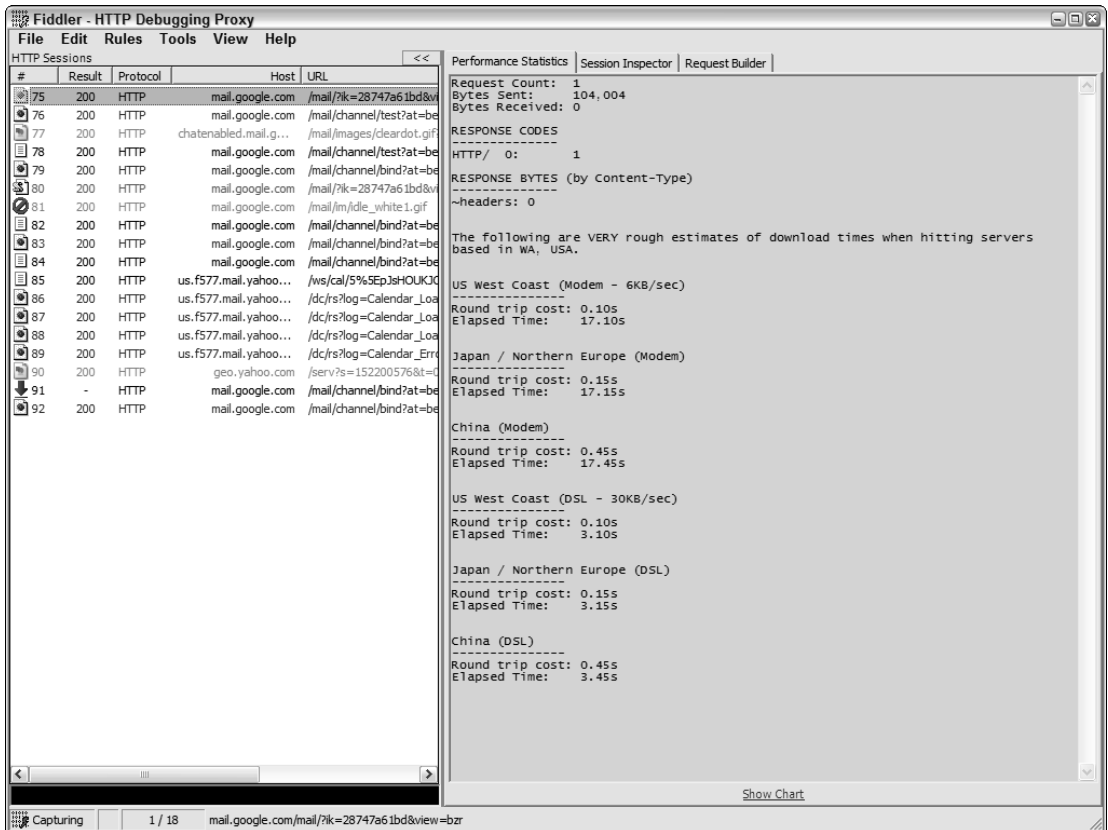 Fiddler - HTTP Debugging Proxy
File Edit Rules Tools View Help
HTTP Sessions <<
# Result Protocol Host URL
75 200 HTTP mail.google.com /mail/?ik=28747a61bd&vi
76 200 HTTP mail.google.com /mail/channel/test?at=be
77 200 HTTP chatenabled.mail.g... /mail/images/cleardot.gif
78 200 HTTP mail.google.com /mail/channel/test?at=be
79 200 HTTP mail.google.com /mail/channel/bind?at=be
80 200 HTTP mail.google.com /mail/?ik=28747a61bd&vi
81 200 HTTP mail.google.com /mail/im/idle_white1.gif
82 200 HTTP mail.google.com /mail/channel/bind?at=be
83 200 HTTP mail.google.com /mail/channel/bind?at=be
84 200 HTTP mail.google.com /mail/channel/bind?at=be
85 200 HTTP us.f577.mail.yahoo... /ws/cal/5%5EpJsHOUKJO
86 200 HTTP us.f577.mail.yahoo... /dc/rs?log=Calendar_Loa
87 200 HTTP us.f577.mail.yahoo... /dc/rs?log=Calendar_Loa
88 200 HTTP us.f577.mail.yahoo... /dc/rs?log=Calendar_Loa
89 200 HTTP us.f577.mail.yahoo... /dc/rs?log=Calendar_Erro
90 200 HTTP geo.yahoo.com /serv?s=152200576&t=0
91 - HTTP mail.google.com /mail/channel/bind?at=be
92 200 HTTP mail.google.com /mail/channel/bind?at=be
Performance Statistics Session Inspector Request Builder
Request Count: 1
Bytes Sent: 104,004
Bytes Received: 0
RESPONSE CODES
--------------
HTTP/ 0: 1
RESPONSE BYTES (by Content-Type)
--------------
~headers: 0
The following are VERY rough estimates of download times when hitting servers
based in WA, USA.
US West Coast (Modem - 6KB/sec)
---------------
Round trip cost: 0.10s
Elapsed Time: 17.10s
Japan / Northern Europe (Modem)
---------------
Round trip cost: 0.15s
Elapsed Time: 17.15s
China (Modem)
---------------
Round trip cost: 0.45s
Elapsed Time: 17.45s
US West Coast (DSL - 30KB/sec)
---------------
Round trip cost: 0.10s
Elapsed Time: 3.10s
Japan / Northern Europe (DSL)
---------------
Round trip cost: 0.15s
Elapsed Time: 3.15s
China (DSL)
---------------
Round trip cost: 0.45s
Elapsed Time: 3.45s
Show Chart
Capturing 1 / 18 mail.google.com/mail/?ik=28747a61bd&view=bzr